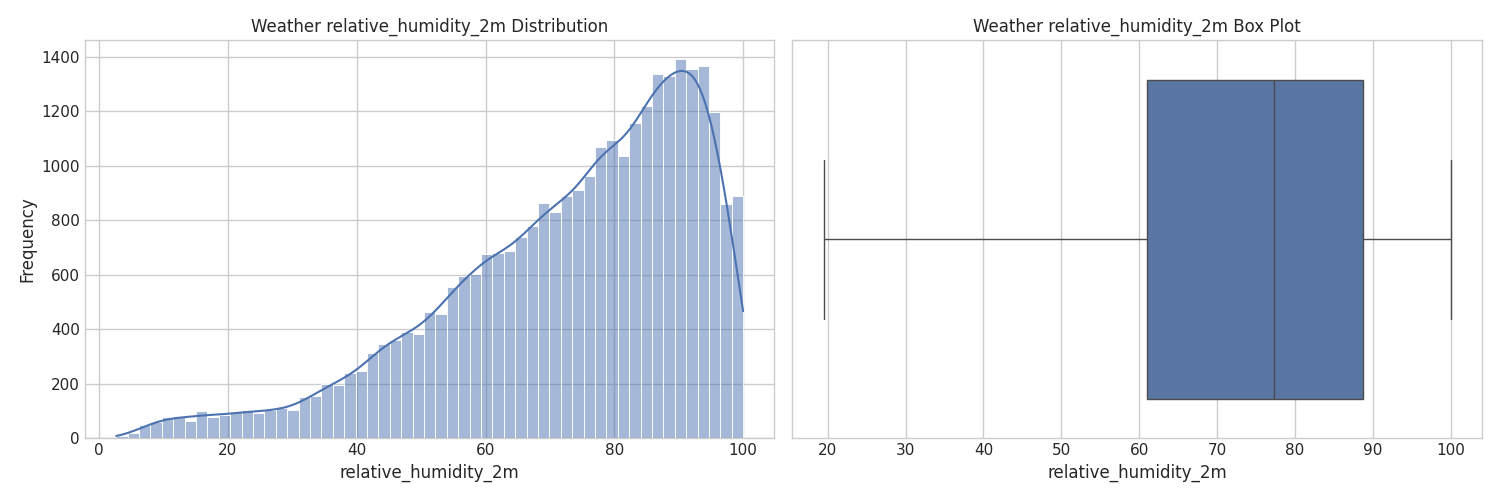 Weather relative_humidity_2m Distribution
Frequency
1400
1200
1000
800
600
400
200
0
0 20 40 60 80 100
relative_humidity_2m
Weather relative_humidity_2m Box Plot
20 30 40 50 60 70 80 90 100
relative_humidity_2m